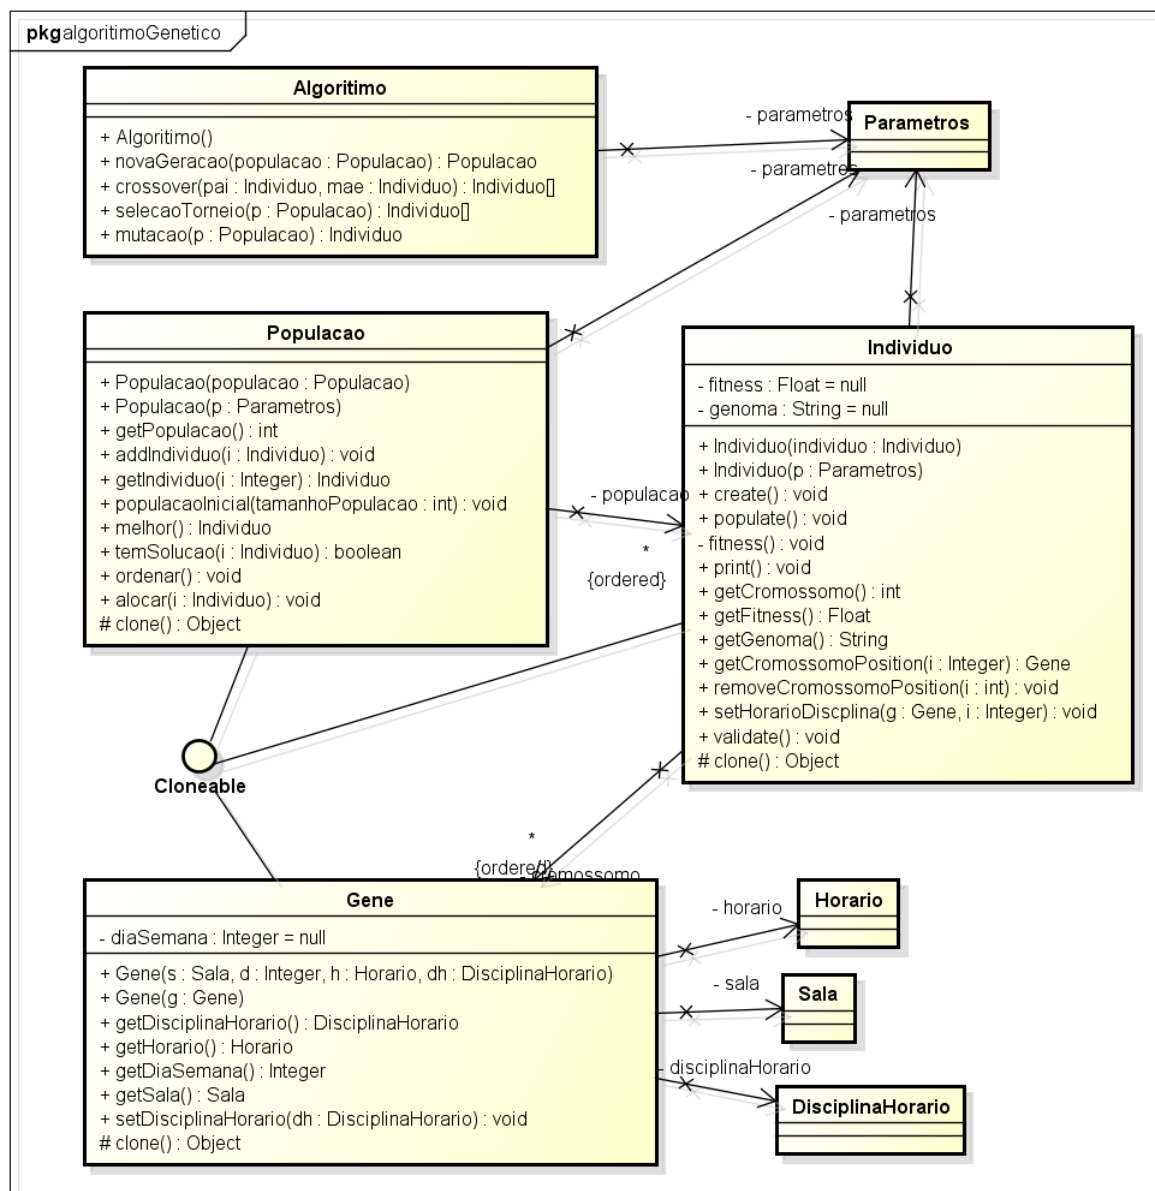 pkg algoritimoGenetico
Algoritimo
+ Algoritimo()
+ novaGeracao(populacao : Populacao) : Populacao
+ crossover(pai : Individuo, mae : Individuo) : Individuo[]
+ selecaoTorneio(p : Populacao) : Individuo[]
+ mutacao(p : Populacao) : Individuo
- parametros
Parametros
- parametros
- parametros
Populacao
+ Populacao(populacao : Populacao)
+ Populacao(p : Parametros)
+ getPopulacao() : int
+ addIndividuo(i : Individuo) : void
+ getIndividuo(i : Integer) : Individuo
+ populacaoInicial(tamanhoPopulacao : int) : void
+ melhor() : Individuo
+ temSolucao(i : Individuo) : boolean
+ ordenar() : void
+ alocar(i : Individuo) : void
# clone() : Object
- populacao
*
{ordered}
Individuo
- fitness : Float = null
- genoma : String = null
+ Individuo(individuo : Individuo)
+ Individuo(p : Parametros)
+ create() : void
+ populate() : void
- fitness() : void
+ print() : void
+ getCromossomo() : int
+ getFitness() : Float
+ getGenoma() : String
+ getCromossomoPosition(i : Integer) : Gene
+ removeCromossomoPosition(i : int) : void
+ setHorarioDiscplina(g : Gene, i : Integer) : void
+ validate() : void
# clone() : Object
Cloneable
*
{ordered}
- cromossomo
Gene
- diaSemana : Integer = null
+ Gene(s : Sala, d : Integer, h : Horario, dh : DisciplinaHorario)
+ Gene(g : Gene)
+ getDisciplinaHorario() : DisciplinaHorario
+ getHorario() : Horario
+ getDiaSemana() : Integer
+ getSala() : Sala
+ setDisciplinaHorario(dh : DisciplinaHorario) : void
# clone() : Object
- horario
Horario
- sala
Sala
- disciplinaHorario
DisciplinaHorario